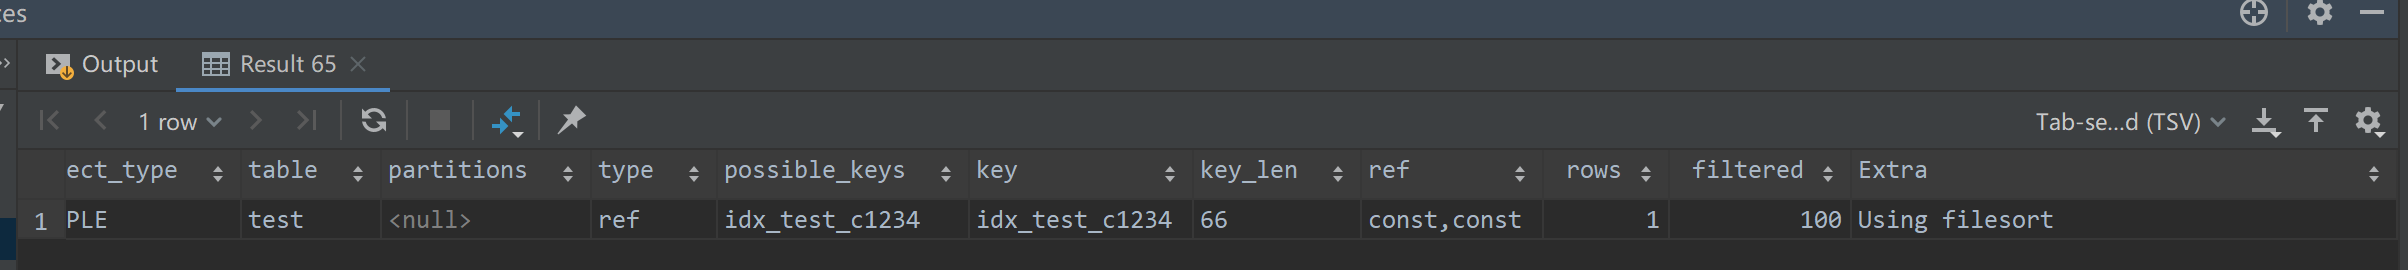 ces
Output Result 65
1 row Tab-se...d (TSV)
ect_type table partitions type possible_keys key key_len ref rows filtered Extra
1 PLE test <null> ref idx_test_c1234 idx_test_c1234 66 const,const 1 100 Using filesort